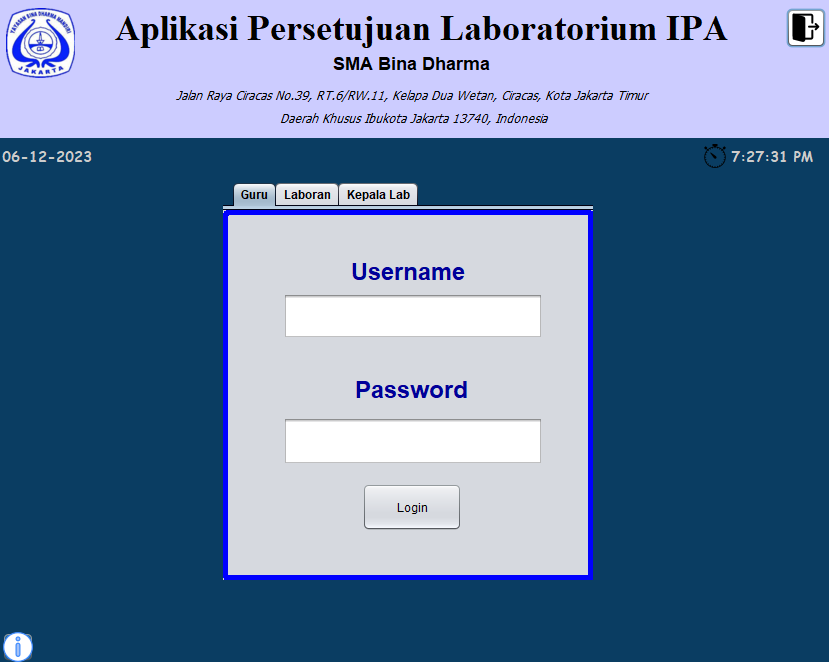 Aplikasi Persetujuan Laboratorium IPA
SMA Bina Dharma
Jalan Raya Ciracas No.39, RT.6/RW.11, Kelapa Dua Wetan, Ciracas, Kota Jakarta Timur
Daerah Khusus Ibukota Jakarta 13740, Indonesia
YAYASAN BINA DHARMA MANDIRI
JAKARTA
06-12-2023
7:27:31 PM
Guru Laboran Kepala Lab
Username
Password
Login